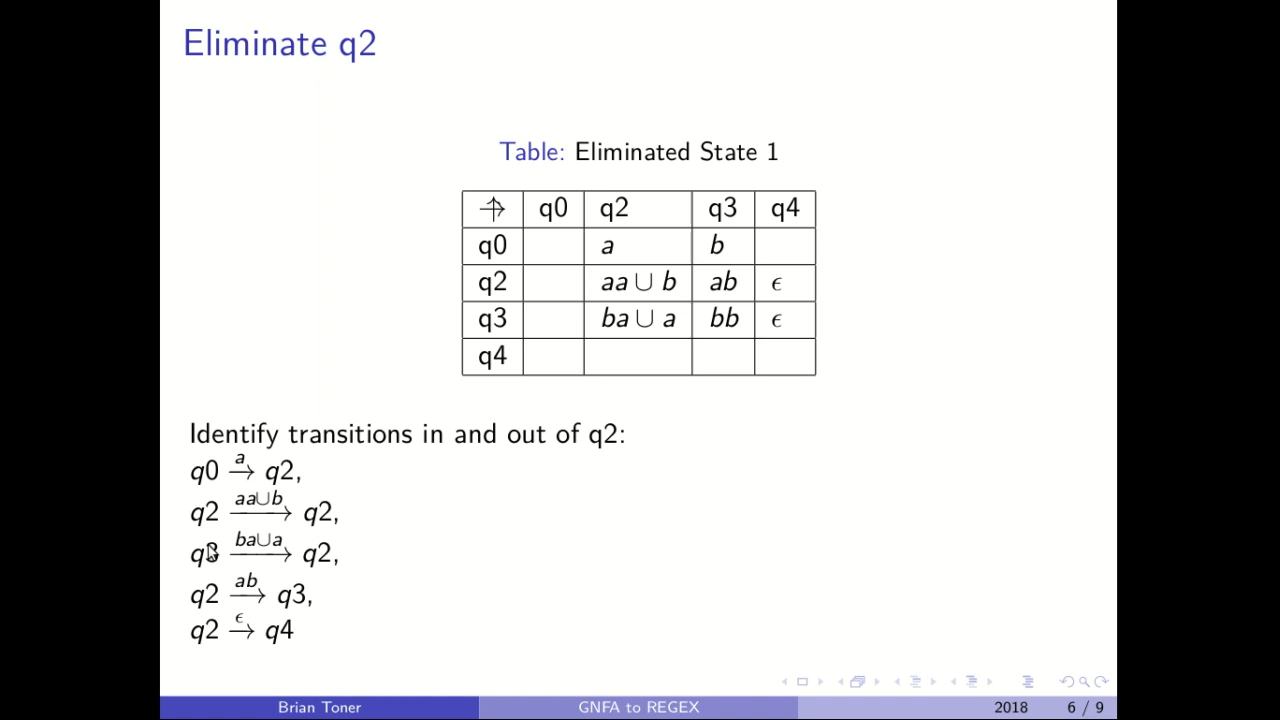 Eliminate q2
Table: Eliminated State 1
q0 q2 q3 q4
q0 a b
q2 aa ∪ b ab ϵ
q3 ba ∪ a bb ϵ
q4
Identify transitions in and out of q2:
q0 →a q2,
q2 →aa∪b q2,
q3 →ba∪a q2,
q2 →ab q3,
q2 →ϵ q4
Brian Toner GNFA to REGEX 2018 6 / 9